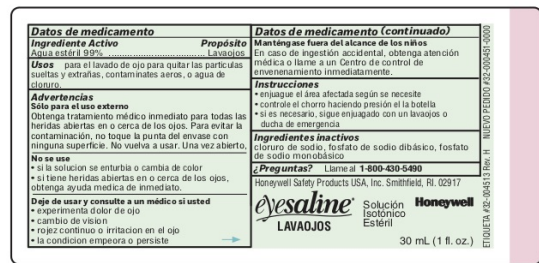 Datos de medicamento
Ingrediente Activo Propósito
Agua estéril 99% ................................ Lavaojos
Usos para el lavado de ojo para quitar las particulas
sueltas y extrañas, contaminates aeros, o agua de
cloruro.
Advertencias
Sólo para el uso externo
Obtenga tratamiento médico inmediato para todas las
heridas abiertas en o cerca de los ojos. Para evitar la
contaminación, no toque la punta del envase con
ninguna superficie. No vuelva a usar. Una vez abierto,
No se use
• si la solucion se enturbia o cambia de color
• si tiene heridas abiertas en o cerca de los ojos,
obtenga ayuda medica de inmediato.
Deje de usar y consulte a un médico si usted
• experimenta dolor de ojo
• cambio de vision
• rojez continuo o irritacion en el ojo
• la condicion empeora o persiste
Datos de medicamento (continuado)
Manténgase fuera del alcance de los niños
En caso de ingestión accidental, obtenga atención
médica o llame a un Centro de control de
envenenamiento inmediatamente.
Instrucciones
• enjuague el área afectada según se necesite
• controle el chorro haciendo presión el la botella
• si es necesario, sigue enjugando con un lavajos o
ducha de emergencia
Ingredientes inactivos
cloruro de sodio, fosfato de sodio dibásico, fosfato
de sodio monobásico
¿Preguntas? Llame al 1-800-430-5490
Honeywell Safety Products USA, Inc. Smithfield, RI. 02917
eyesaline®
LAVAOJOS
Solución
Isotónico
Estéril
Honeywell
30 mL (1 fl. oz.)
ETIQUETA #32-004513 Rev. H NUEVO PEDIDO #32-000451-0000